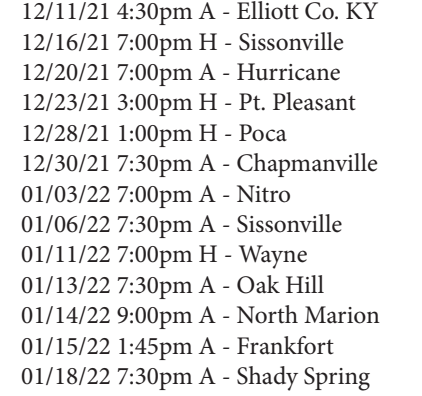 12/11/21 4:30pm A - Elliott Co. KY
12/16/21 7:00pm H - Sissonville
12/20/21 7:00pm A - Hurricane
12/23/21 3:00pm H - Pt. Pleasant
12/28/21 1:00pm H - Poca
12/30/21 7:30pm A - Chapmanville
01/03/22 7:00pm A - Nitro
01/06/22 7:30pm A - Sissonville
01/11/22 7:00pm H - Wayne
01/13/22 7:30pm A - Oak Hill
01/14/22 9:00pm A - North Marion
01/15/22 1:45pm A - Frankfort
01/18/22 7:30pm A - Shady Spring